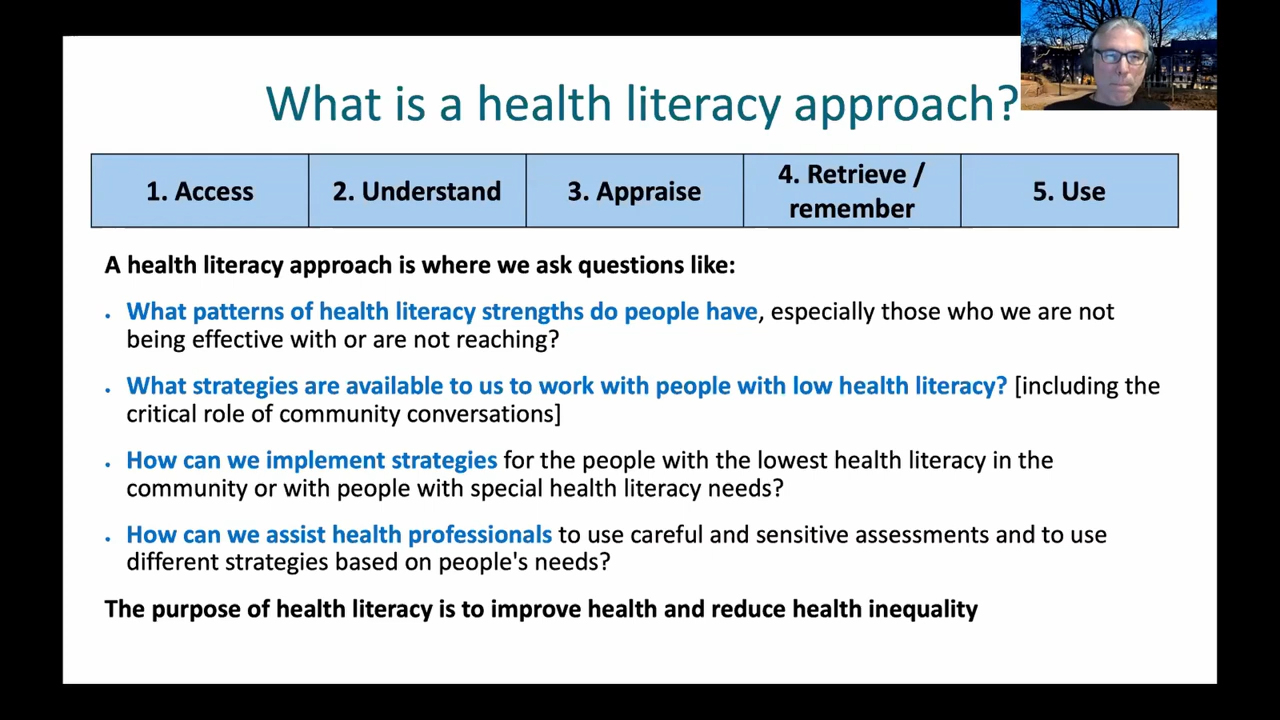 What is a health literacy approach?
1. Access
2. Understand
3. Appraise
4. Retrieve /
remember
5. Use
A health literacy approach is where we ask questions like:
• What patterns of health literacy strengths do people have, especially those who we are not
being effective with or are not reaching?
• What strategies are available to us to work with people with low health literacy? [including the
critical role of community conversations]
• How can we implement strategies for the people with the lowest health literacy in the
community or with people with special health literacy needs?
• How can we assist health professionals to use careful and sensitive assessments and to use
different strategies based on people's needs?
The purpose of health literacy is to improve health and reduce health inequality